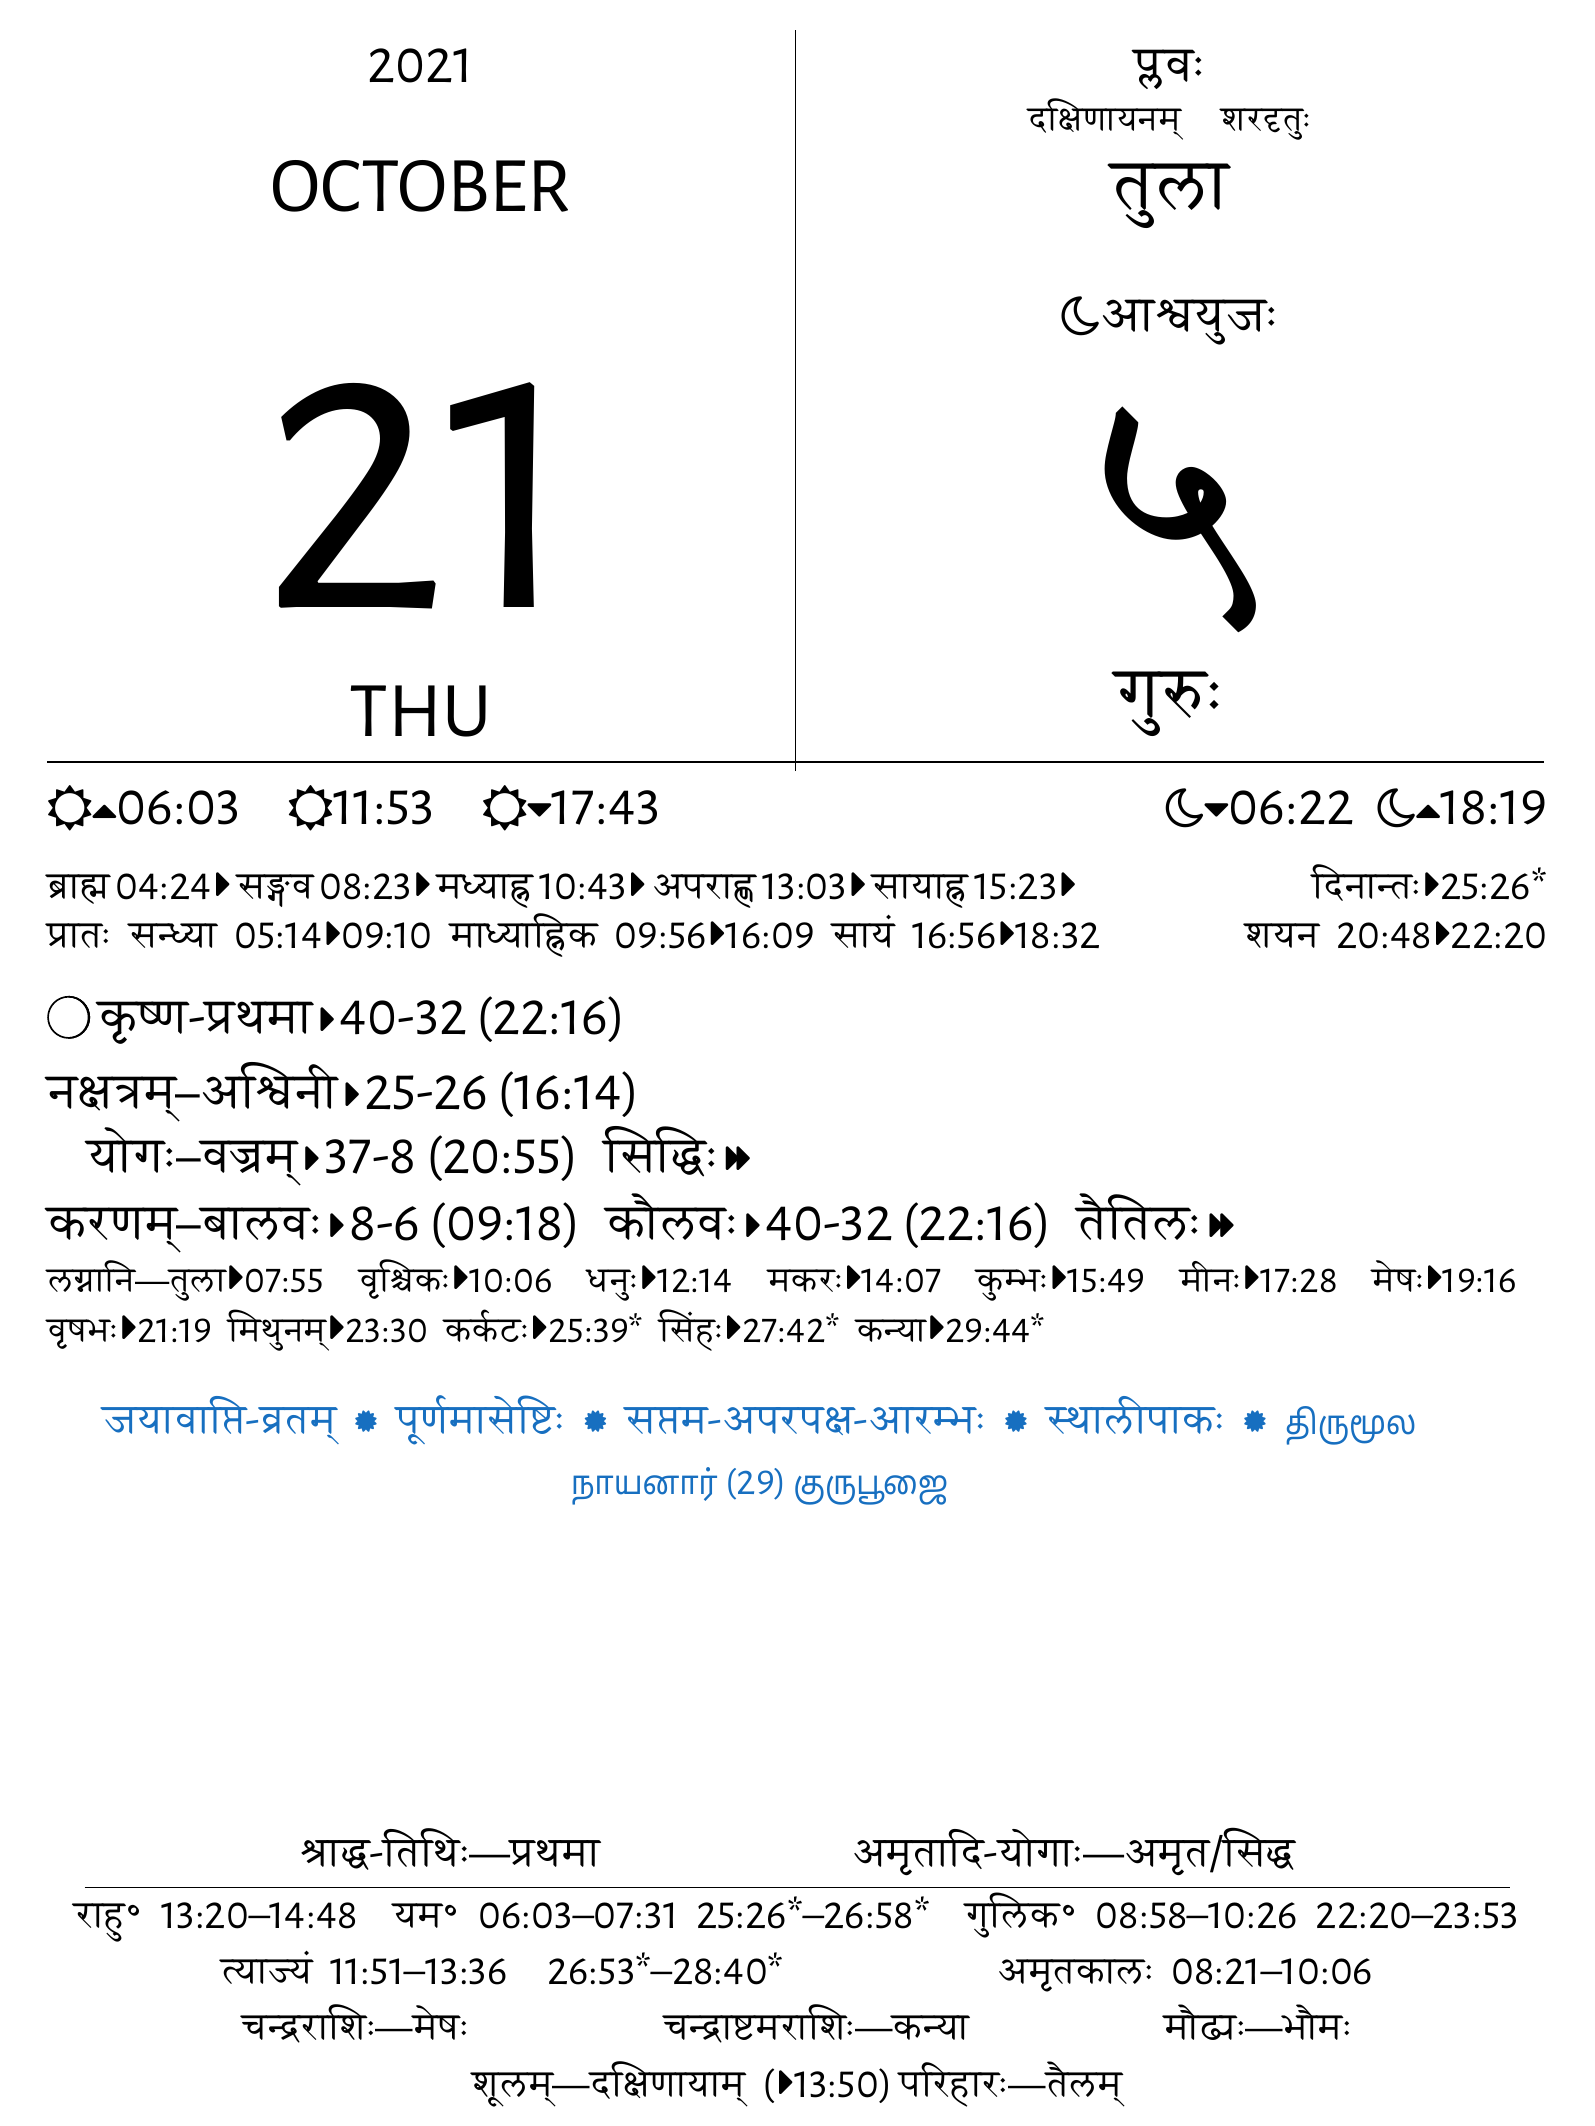 2021
OCTOBER
21
THU
प्लवः
दक्षिणायनम् शरदृतुः
तुला
आश्वयुजः
५
गुरुः
06:03 11:53 17:43 06:22 18:19
ब्राह्म 04:24 सङ्गव 08:23 मध्याह्न 10:43 अपराह्ण 13:03 सायाह्न 15:23 दिनान्तः 25:26*
प्रातः सन्ध्या 05:14 09:10 माध्याह्निक 09:56 16:09 सायं 16:56 18:32 शयन 20:48 22:20
कृष्ण-प्रथमा 40-32 (22:16)
नक्षत्रम्–अश्विनी 25-26 (16:14)
योगः–वज्रम् 37-8 (20:55) सिद्धिः
करणम्–बालवः 8-6 (09:18) कौलवः 40-32 (22:16) तैतिलः
लग्नानि—तुला 07:55 वृश्चिकः 10:06 धनुः 12:14 मकरः 14:07 कुम्भः 15:49 मीनः 17:28 मेषः 19:16
वृषभः 21:19 मिथुनम् 23:30 कर्कटः 25:39* सिंहः 27:42* कन्या 29:44*
जयावाप्ति-व्रतम् ✹ पूर्णमासेष्टिः ✹ सप्तम-अपरपक्ष-आरम्भः ✹ स्थालीपाकः ✹ திருமூல
நாயனார் (29) குருபூஜை
श्राद्ध-तिथिः—प्रथमा अमृतादि-योगाः—अमृत/सिद्ध
राहु॰ 13:20–14:48 यम॰ 06:03–07:31 25:26*–26:58* गुलिक॰ 08:58–10:26 22:20–23:53
त्याज्यं 11:51–13:36 26:53*–28:40* अमृतकालः 08:21–10:06
चन्द्रराशिः—मेषः चन्द्राष्टमराशिः—कन्या मौढ्यः—भौमः
शूलम्—दक्षिणायाम् (13:50) परिहारः—तैलम्